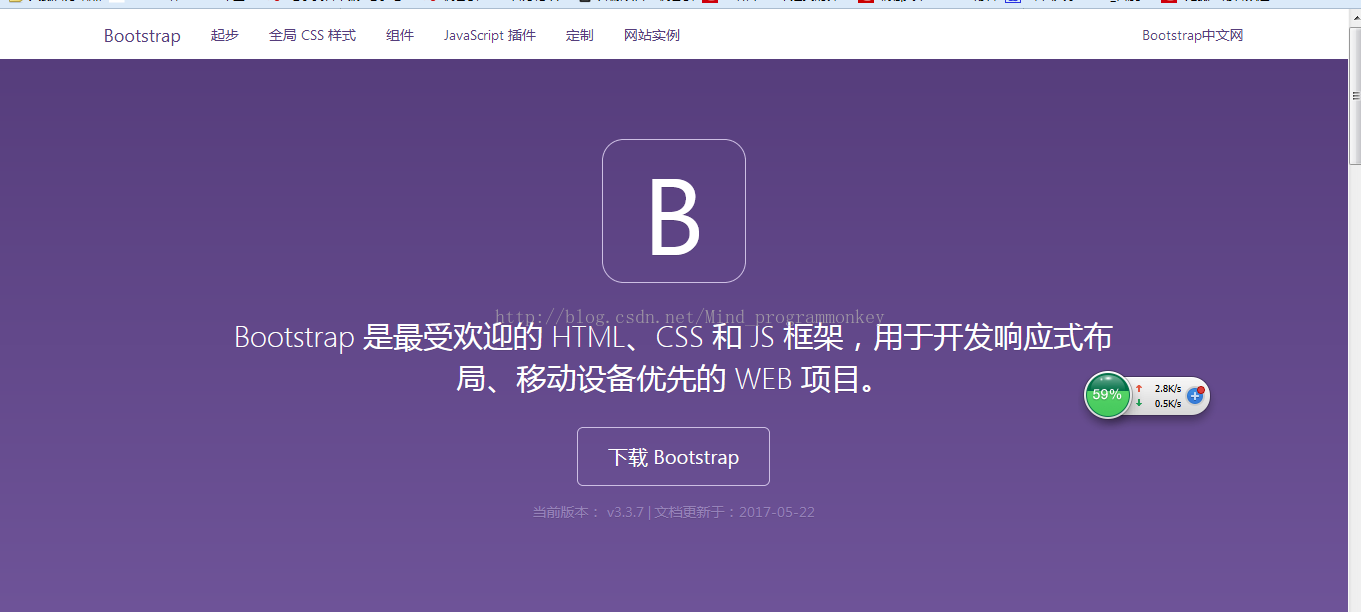 Bootstrap 起步 全局 CSS 样式 组件 JavaScript 插件 定制 网站实例 Bootstrap中文网
B
http://blog.csdn.net/Mind_programmonkey
Bootstrap 是最受欢迎的 HTML、CSS 和 JS 框架，用于开发响应式布
局、移动设备优先的 WEB 项目。
59% ↑ 2.8K/s
↓ 0.5K/s
下载 Bootstrap
当前版本： v3.3.7 | 文档更新于：2017-05-22